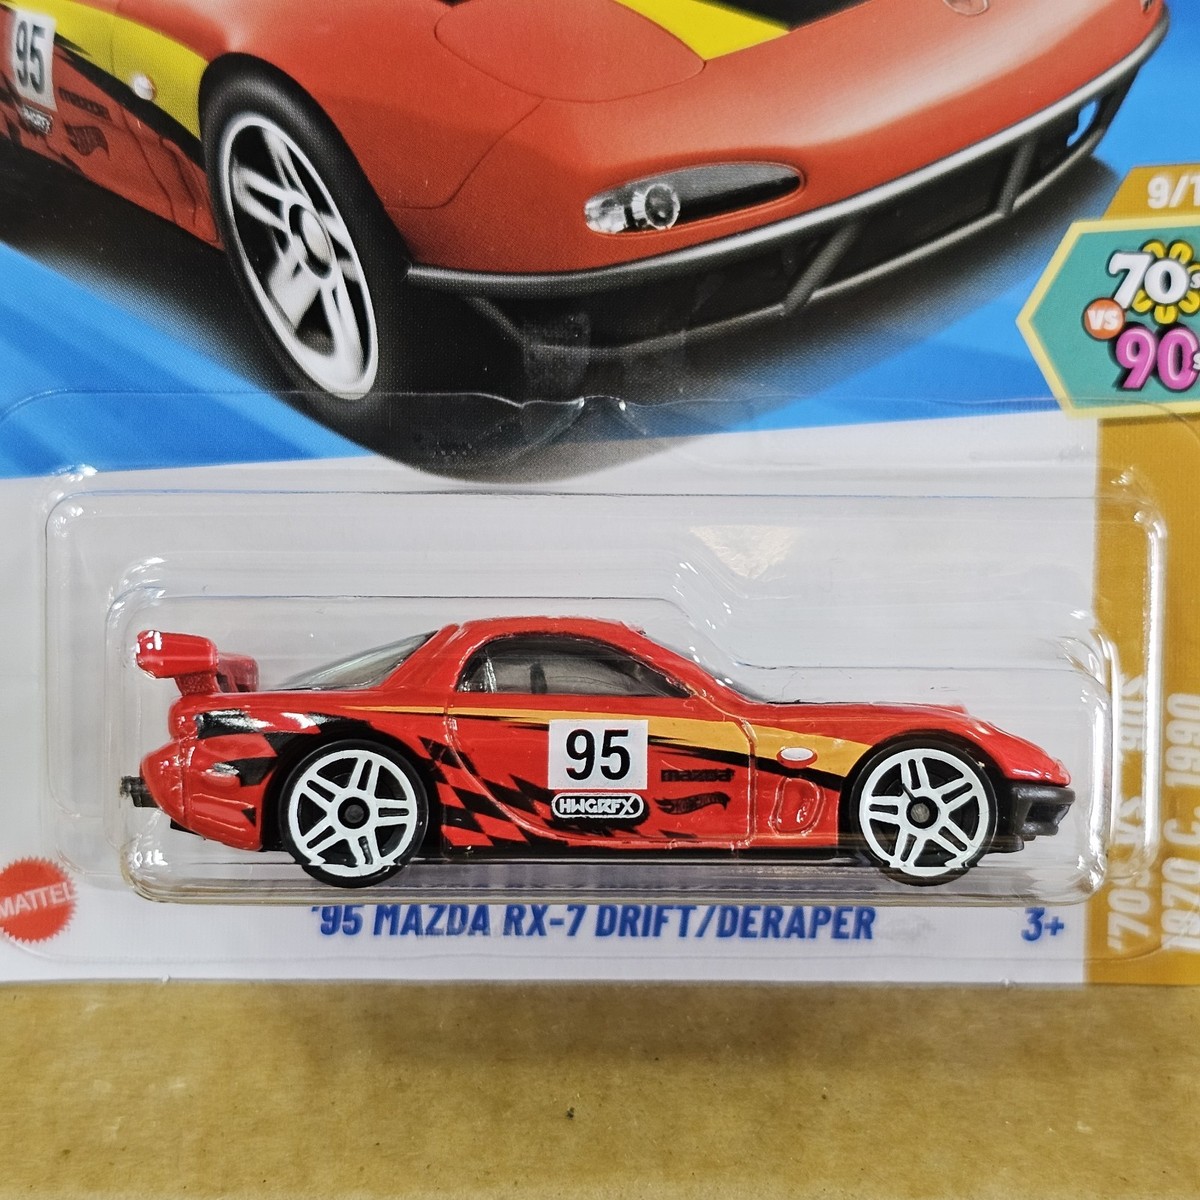 95
9/1
70s
VS
90s
95
mazda
HWGRFX
MATTEL
'95 MAZDA RX-7 DRIFT/DERAPER
3+
'70S VS. '90S
1970 C. 1990